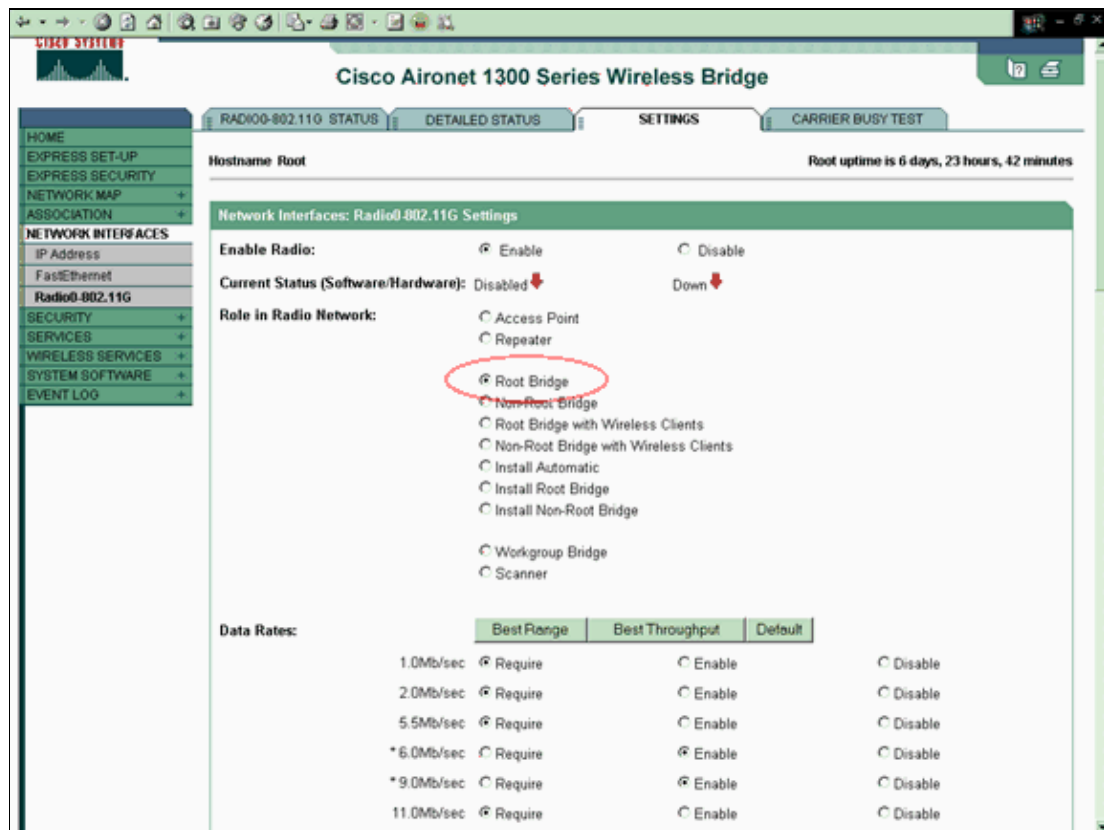 CISCO SYSTEMS
Cisco Aironet 1300 Series Wireless Bridge
RADIO0-802.11G STATUS
DETAILED STATUS
SETTINGS
CARRIER BUSY TEST
HOME
EXPRESS SET-UP
EXPRESS SECURITY
NETWORK MAP +
ASSOCIATION +
NETWORK INTERFACES
IP Address
FastEthernet
Radio0-802.11G
SECURITY +
SERVICES +
WIRELESS SERVICES +
SYSTEM SOFTWARE +
EVENT LOG +
Hostname Root
Root uptime is 6 days, 23 hours, 42 minutes
Network Interfaces: Radio0-802.11G Settings
Enable Radio: Enable Disable
Current Status (Software/Hardware): Disabled Down
Role in Radio Network: Access Point
Repeater
Root Bridge
Non-Root Bridge
Root Bridge with Wireless Clients
Non-Root Bridge with Wireless Clients
Install Automatic
Install Root Bridge
Install Non-Root Bridge
Workgroup Bridge
Scanner
Data Rates: Best Range Best Throughput Default
1.0Mb/sec Require Enable Disable
2.0Mb/sec Require Enable Disable
5.5Mb/sec Require Enable Disable
*6.0Mb/sec Require Enable Disable
*9.0Mb/sec Require Enable Disable
11.0Mb/sec Require Enable Disable